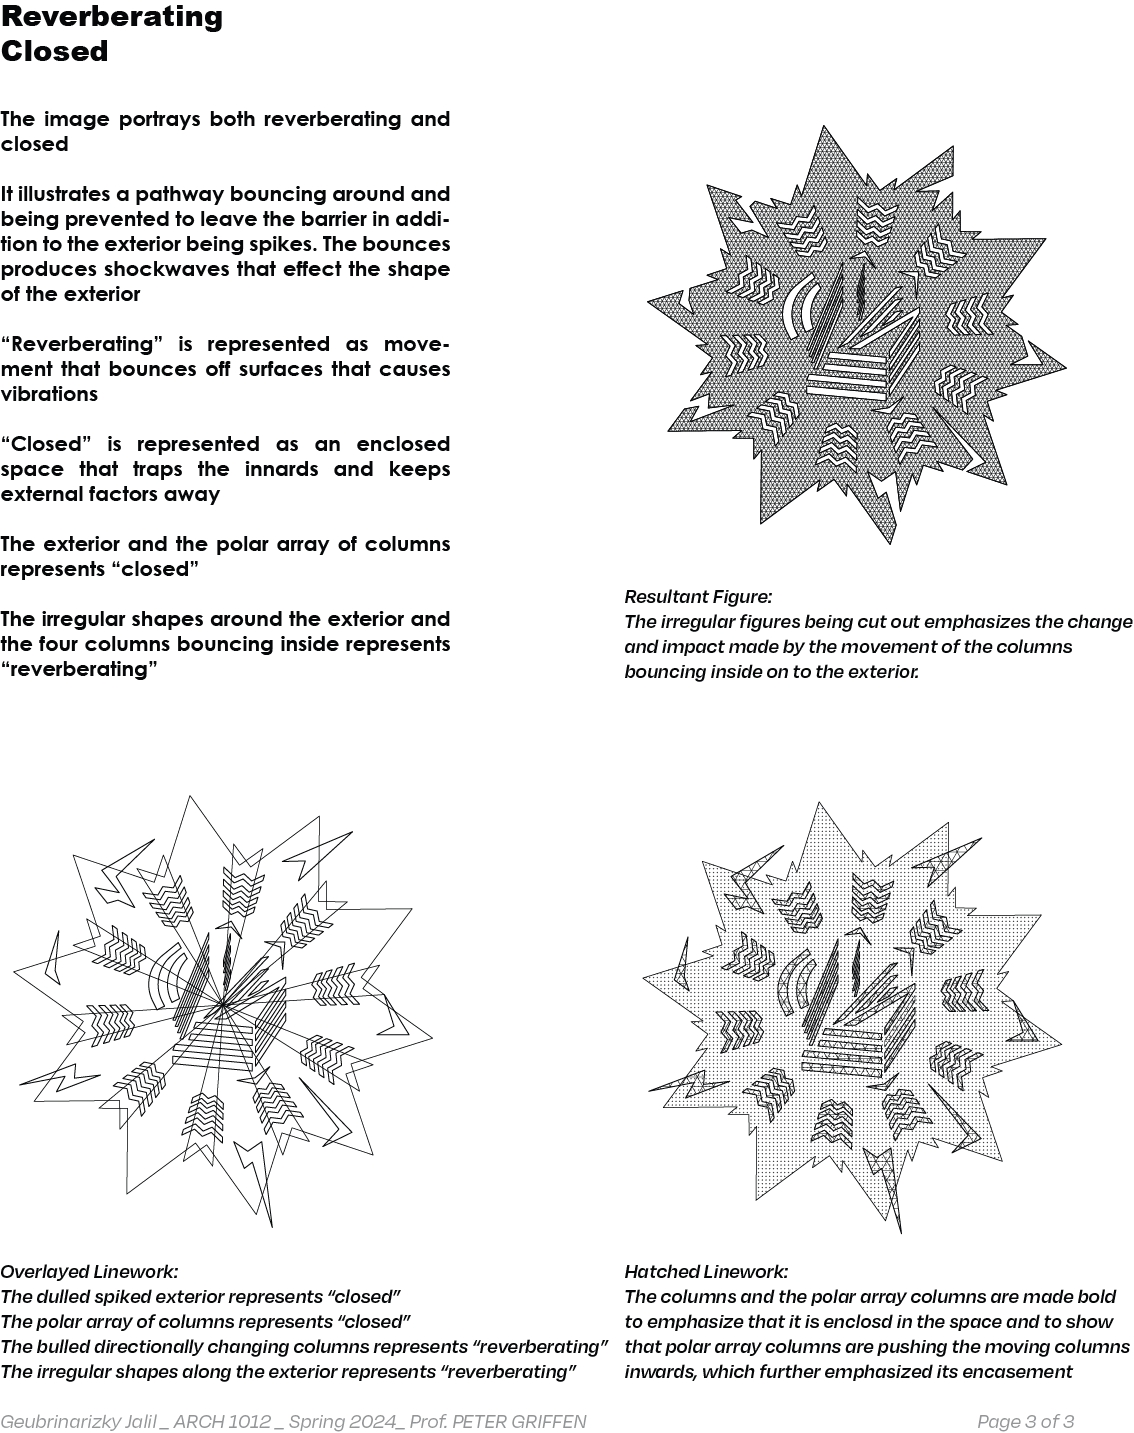 Reverberating
Closed
The image portrays both reverberating and
closed
It illustrates a pathway bouncing around and
being prevented to leave the barrier in addi-
tion to the exterior being spikes. The bounces
produces shockwaves that effect the shape
of the exterior
“Reverberating” is represented as move-
ment that bounces off surfaces that causes
vibrations
“Closed” is represented as an enclosed
space that traps the innards and keeps
external factors away
The exterior and the polar array of columns
represents “closed”
The irregular shapes around the exterior and
the four columns bouncing inside represents
“reverberating”
Resultant Figure:
The irregular figures being cut out emphasizes the change
and impact made by the movement of the columns
bouncing inside on to the exterior.
Overlayed Linework:
The dulled spiked exterior represents “closed”
The polar array of columns represents “closed”
The bulled directionally changing columns represents “reverberating”
The irregular shapes along the exterior represents “reverberating”
Hatched Linework:
The columns and the polar array columns are made bold
to emphasize that it is enclosd in the space and to show
that polar array columns are pushing the moving columns
inwards, which further emphasized its encasement
Geubrinarizky Jalil _ ARCH 1012 _ Spring 2024_ Prof. PETER GRIFFEN
Page 3 of 3